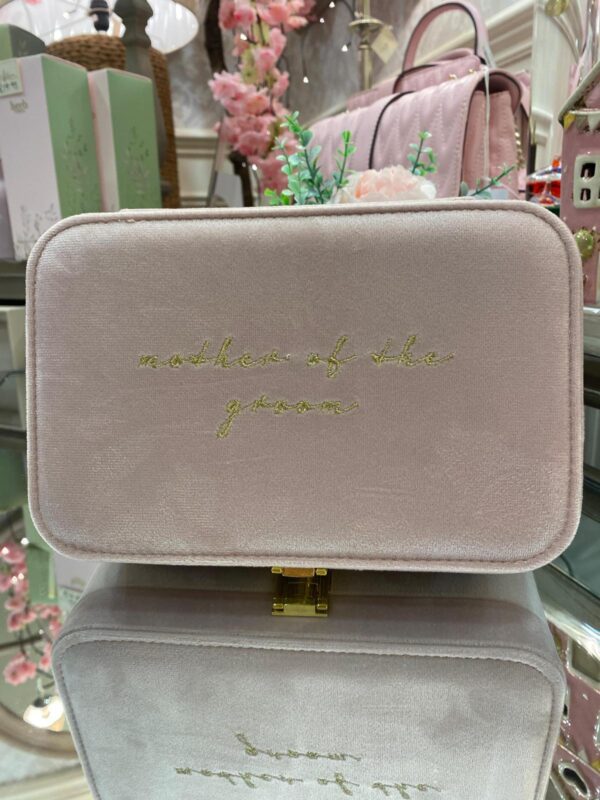 mother of the
groom